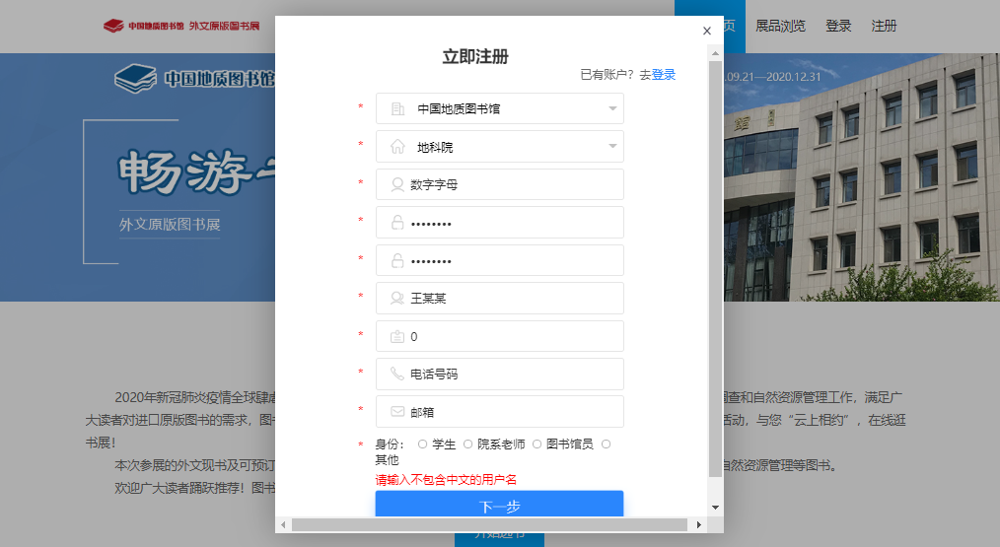 中国地质图书馆 外文原版图书展
页 展品浏览 登录 注册
立即注册
已有账户？去登录
中国地质图书馆
.09.21—2020.12.31
* 中国地质图书馆
* 地科院
館
畅游
* 数字字母
外文原版图书展
* ••••••••
* ••••••••
* 王某某
* 0
* 电话号码
* 邮箱
2020年新冠肺炎疫情全球肆虐
查和自然资源管理工作，满足广
大读者对进口原版图书的需求，图书
活动，与您“云上相约”，在线逛
书展！
* 身份： 学生 院系老师 图书馆员
其他
本次参展的外文现书及可预订
自然资源管理等图书。
请输入不包含中文的用户名
欢迎广大读者踊跃推荐！图书
下一步